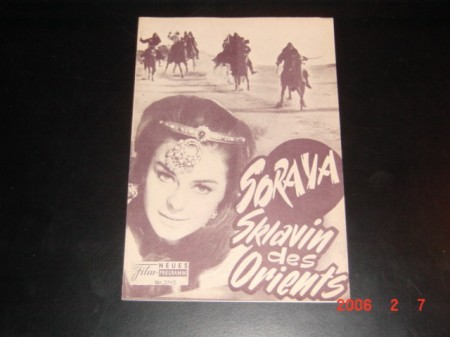 SORAYA
Sklavin
des
Orients
Neues
Film-
PROGRAMM
2006 2 7